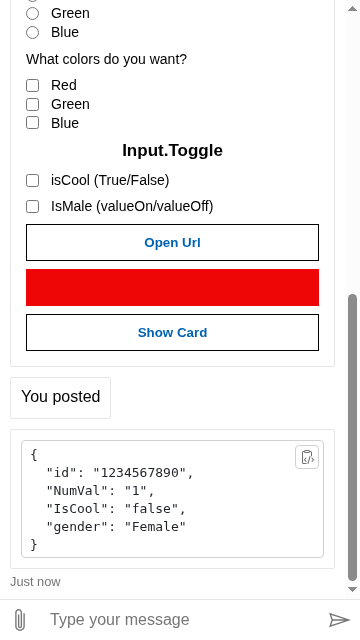 Green
Blue
What colors do you want?
Red
Green
Blue
Input.Toggle
isCool (True/False)
IsMale (valueOn/valueOff)
Open Url
Show Card
You posted
{
"id": "1234567890",
"NumVal": "1",
"IsCool": "false",
"gender": "Female"
}
Just now
Type your message